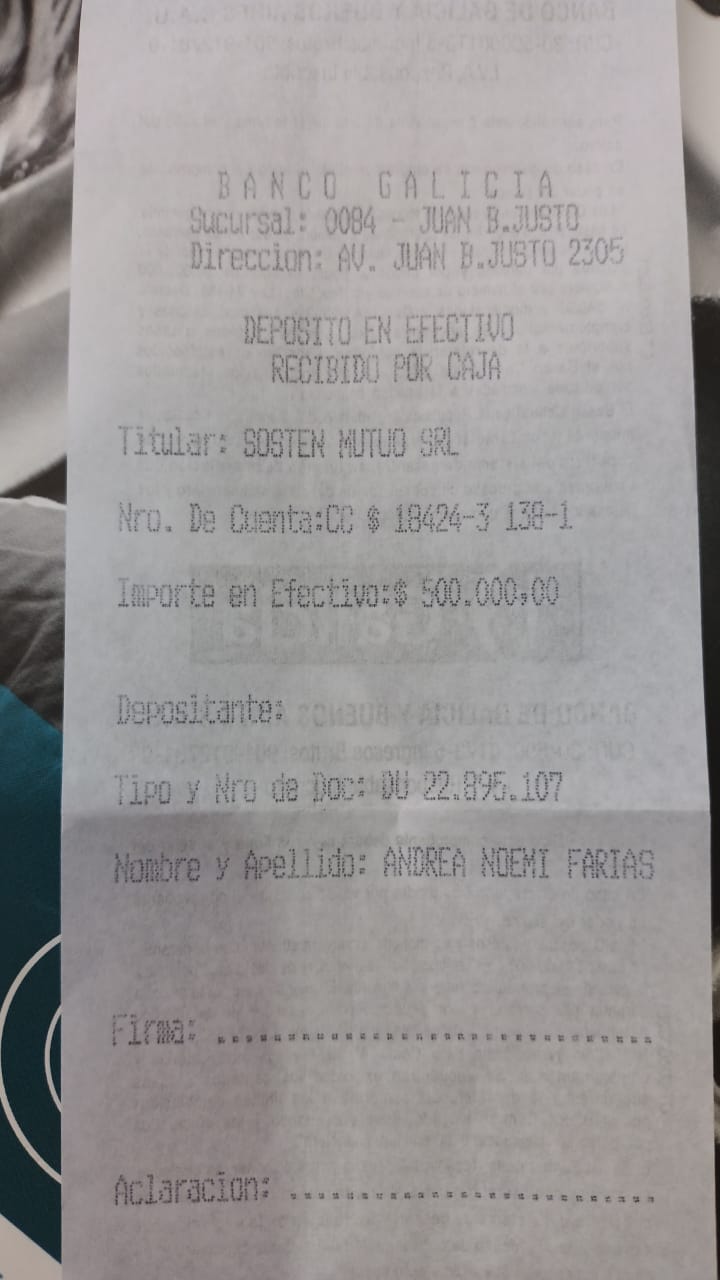 BANCO GALICIA
Sucursal: 0084 - JUAN B.JUSTO
Direccion: AV. JUAN B.JUSTO 2305
DEPOSITO EN EFECTIVO
RECIBIDO POR CAJA
Titular: SOSTEN MUTUO SRL
Nro. De Cuenta:CC $ 18424-3 138-1
Importe en Efectivo:$ 500.000,00
Depositante:
Tipo y Nro de Doc: DU 22.895.107
Nombre y Apellido: ANDREA NOEMI FARIAS
Firma: ..............................
Aclaracion: .........................